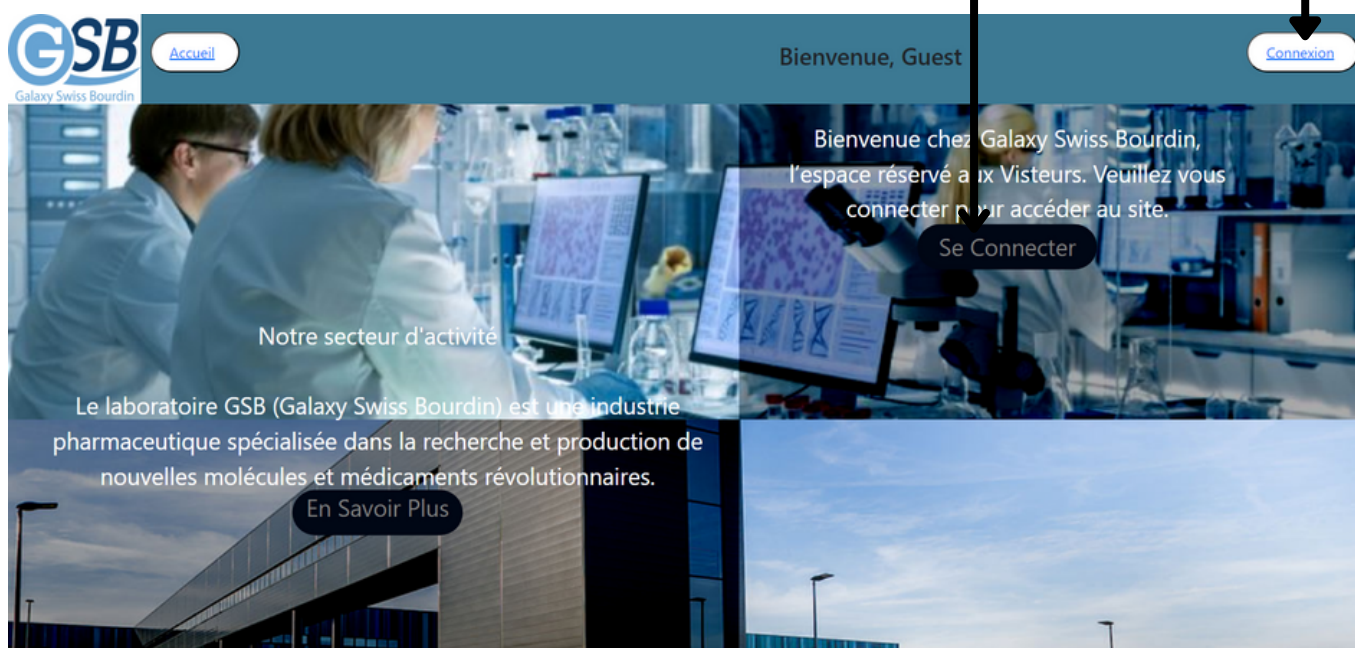 GSB
Galaxy Swiss Bourdin
Accueil
Bienvenue, Guest
Connexion
Bienvenue chez Galaxy Swiss Bourdin,
l'espace réservé aux Visteurs. Veuillez vous
connecter pour accéder au site.
Se Connecter
Notre secteur d'activité
Le laboratoire GSB (Galaxy Swiss Bourdin) est une industrie
pharmaceutique spécialisée dans la recherche et production de
nouvelles molécules et médicaments révolutionnaires.
En Savoir Plus